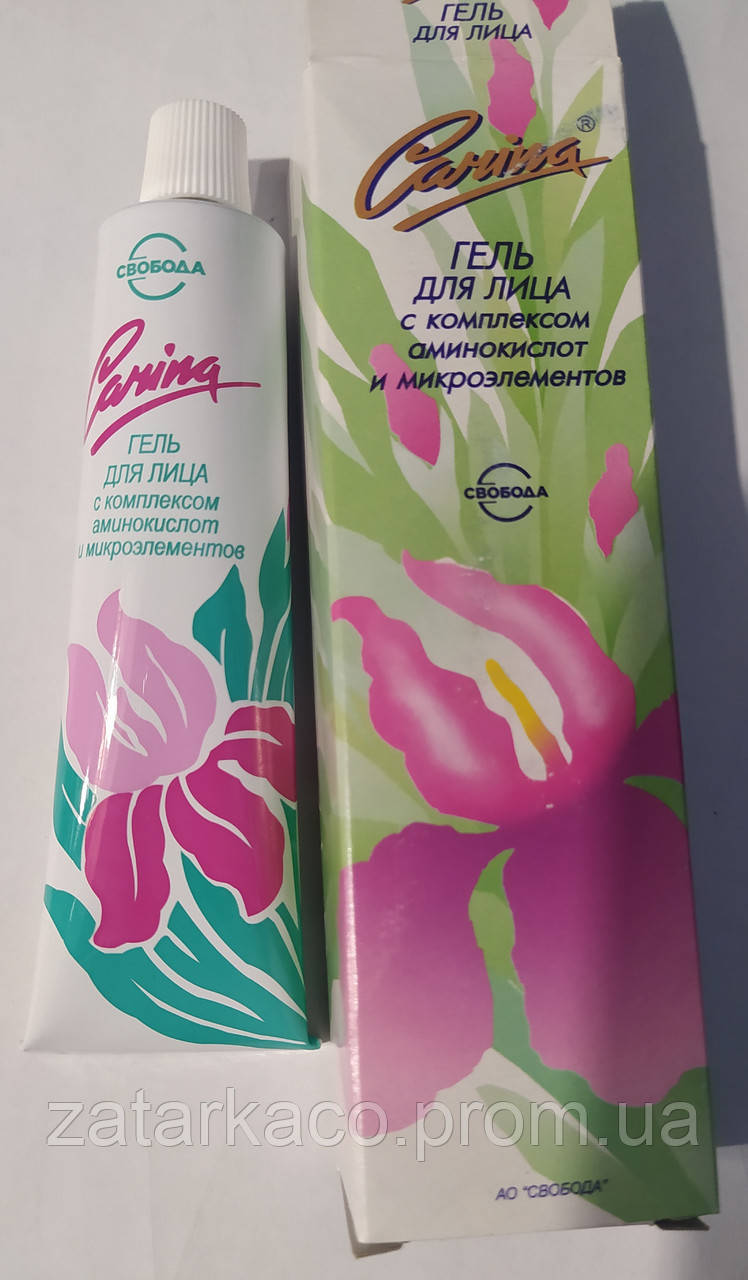 ГЕЛЬ
ДЛЯ ЛИЦА
Carina®
ГЕЛЬ
ДЛЯ ЛИЦА
с комплексом
аминокислот
и микроэлементов
СВОБОДА
АО "СВОБОДА"
СВОБОДА
Carina
ГЕЛЬ
ДЛЯ ЛИЦА
с комплексом
аминокислот
и микроэлементов
zatarkaco.prom.ua